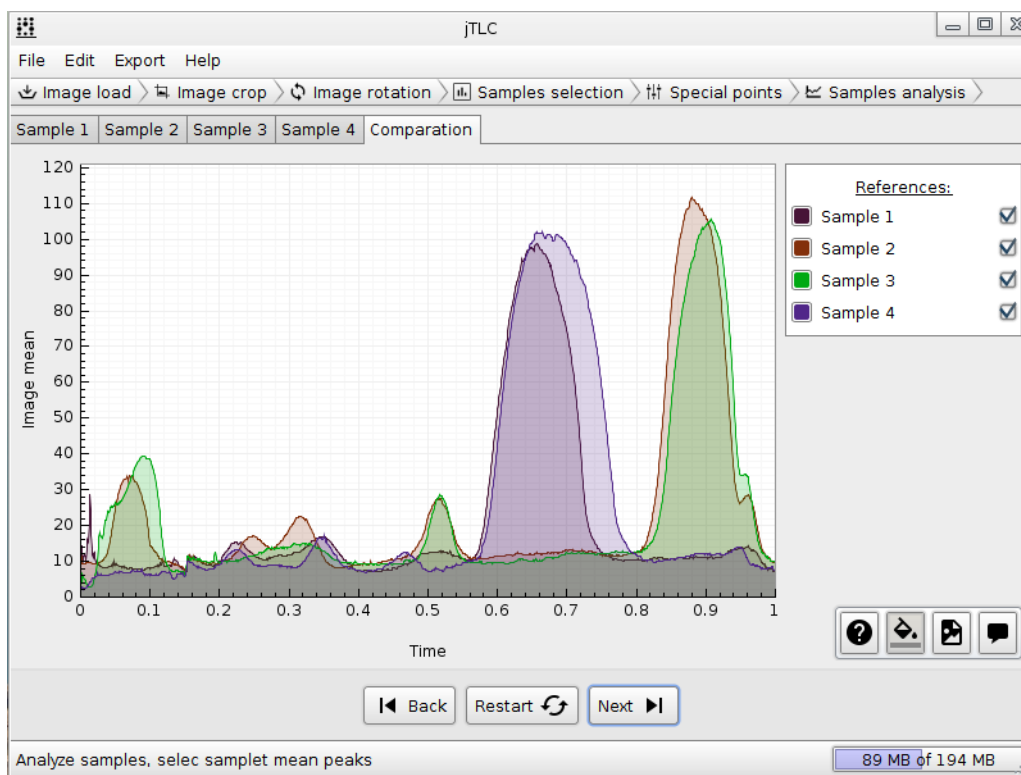 jTLC
File Edit Export Help
Image load Image crop Image rotation Samples selection Special points Samples analysis
Sample 1 Sample 2 Sample 3 Sample 4 Comparation
120
110
100
90
80
70
60
50
40
30
20
10
0
Image mean
0 0.1 0.2 0.3 0.4 0.5 0.6 0.7 0.8 0.9 1
Time
References:
Sample 1
Sample 2
Sample 3
Sample 4
Back Restart Next
Analyze samples, selec samplet mean peaks
89 MB of 194 MB